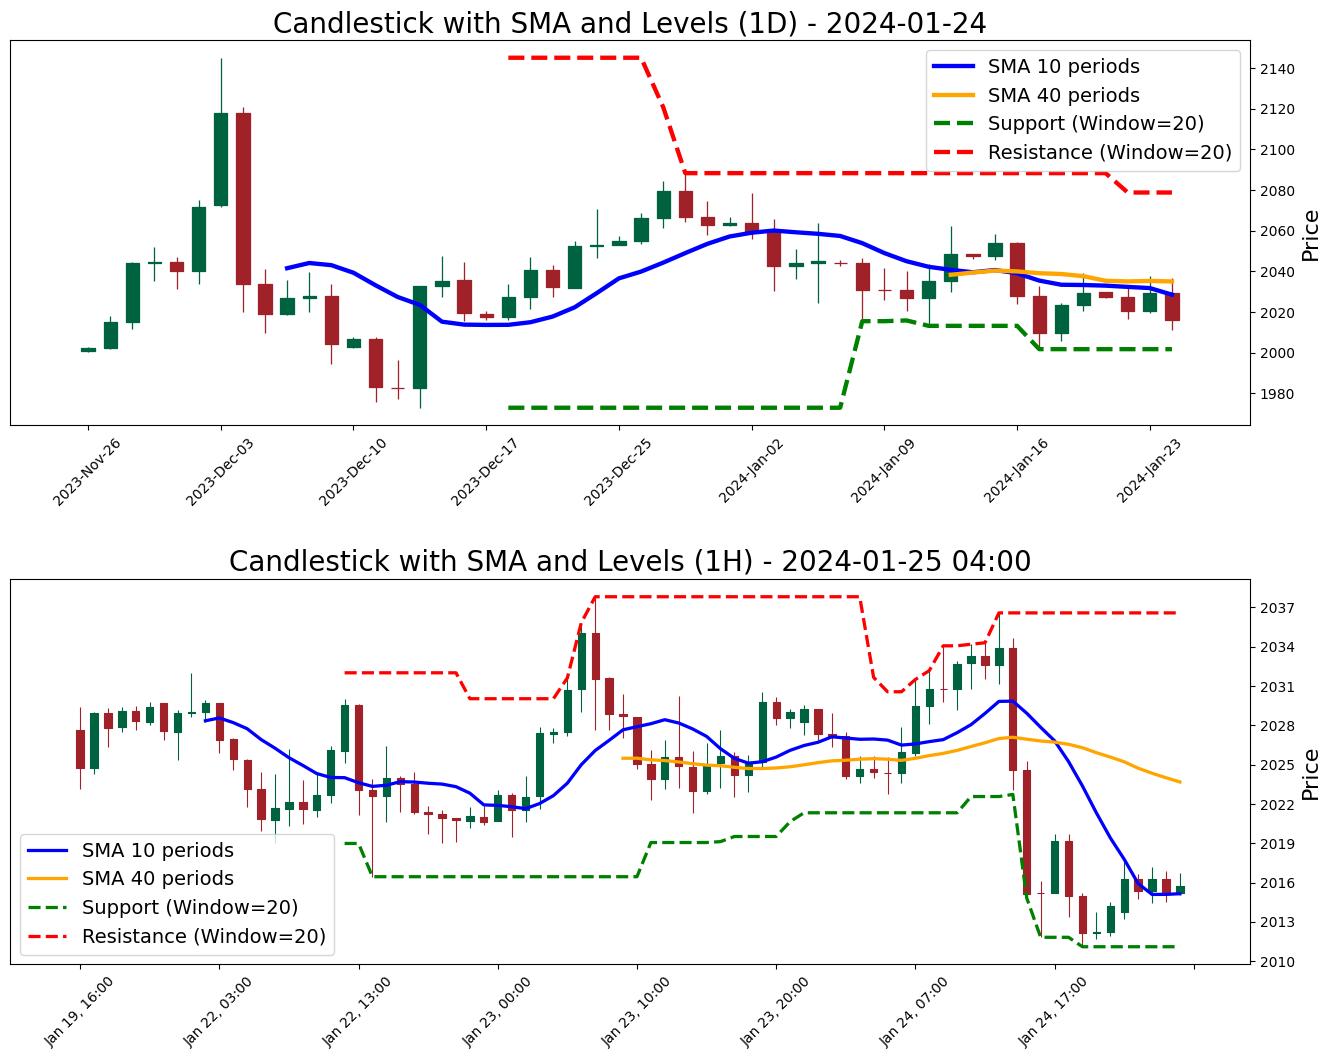 Candlestick with SMA and Levels (1D) - 2024-01-24
SMA 10 periods
SMA 40 periods
Support (Window=20)
Resistance (Window=20)
2140
2120
2100
2080
2060
2040
2020
2000
1980
Price
2023-Nov-26
2023-Dec-03
2023-Dec-10
2023-Dec-17
2023-Dec-25
2024-Jan-02
2024-Jan-09
2024-Jan-16
2024-Jan-23
Candlestick with SMA and Levels (1H) - 2024-01-25 04:00
2037
2034
2031
2028
2025
2022
2019
2016
2013
2010
Price
SMA 10 periods
SMA 40 periods
Support (Window=20)
Resistance (Window=20)
Jan 19, 16:00
Jan 22, 03:00
Jan 22, 13:00
Jan 23, 00:00
Jan 23, 10:00
Jan 23, 20:00
Jan 24, 07:00
Jan 24, 17:00